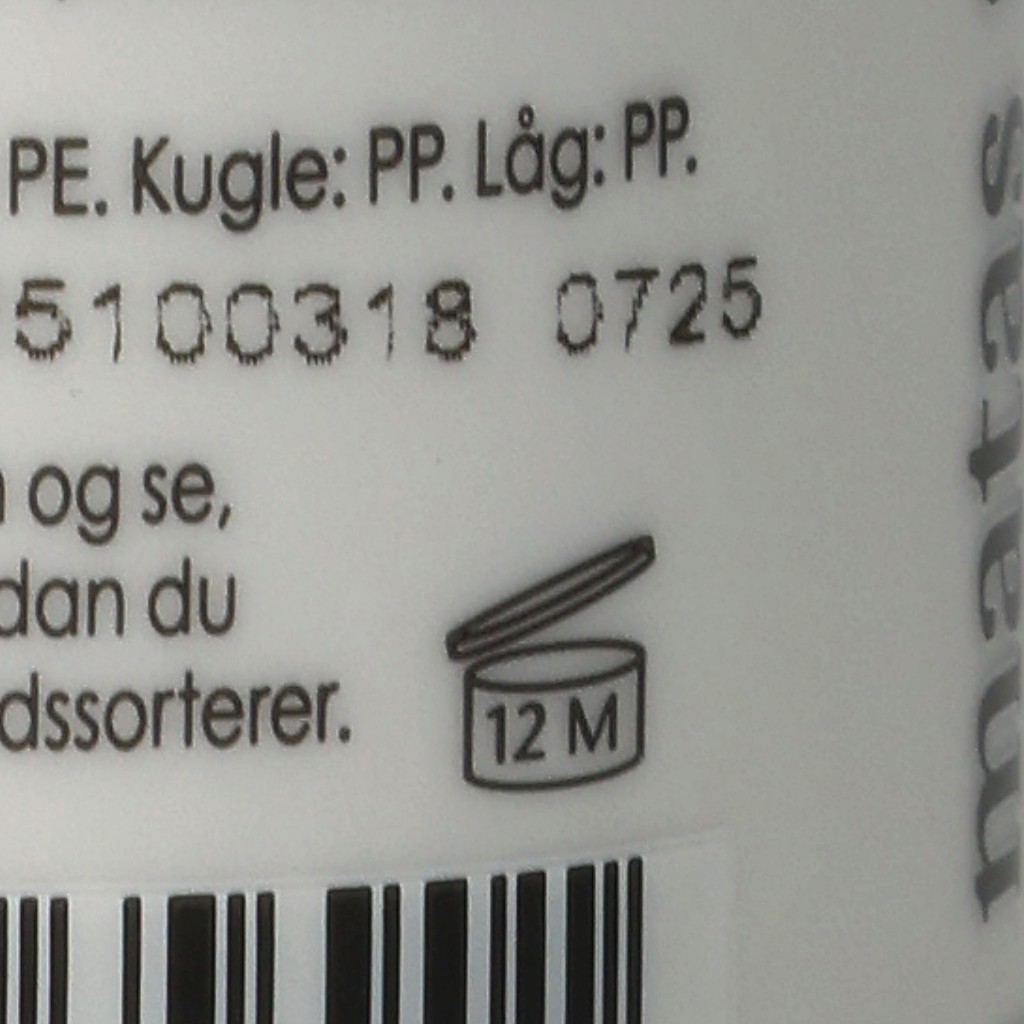 PE. Kugle: PP. Låg: PP.
5100318 0725
og se,
dan du
dssorterer.
12 M
matas